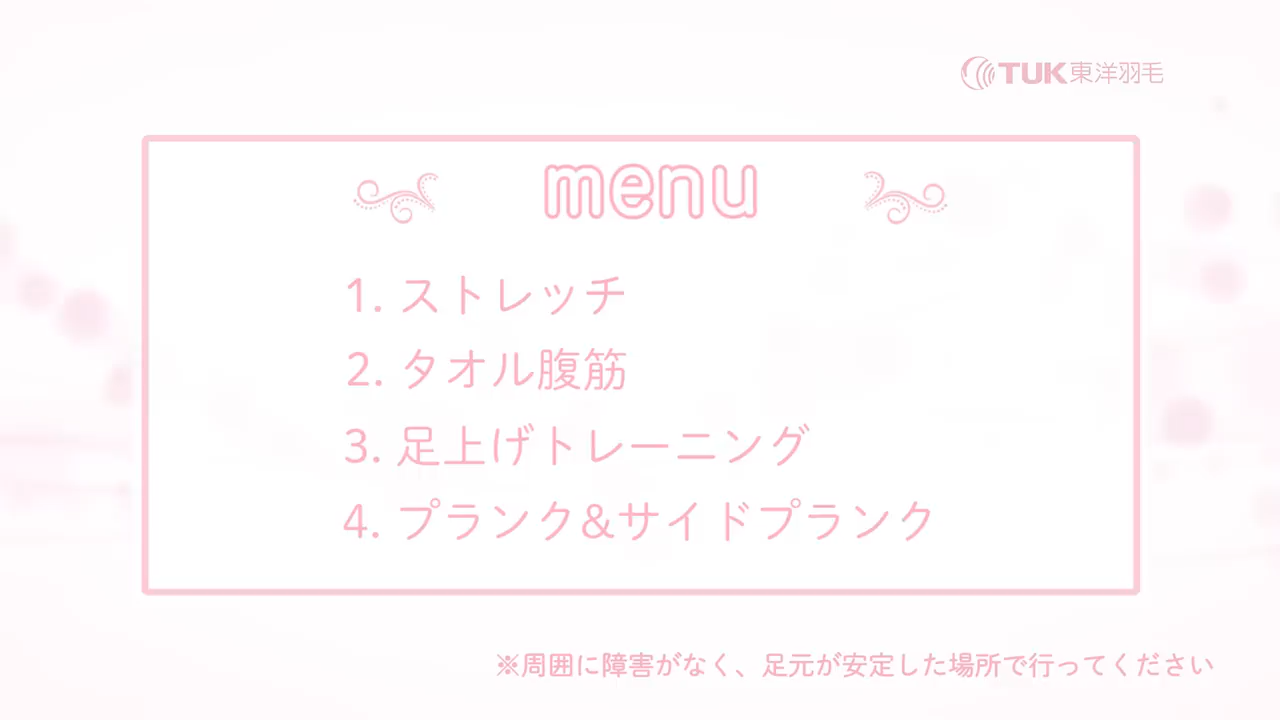 TUK東洋羽毛
menu
1. ストレッチ
2. タオル腹筋
3. 足上げトレーニング
4. プランク&サイドプランク
※周囲に障害がなく、足元が安定した場所で行ってください